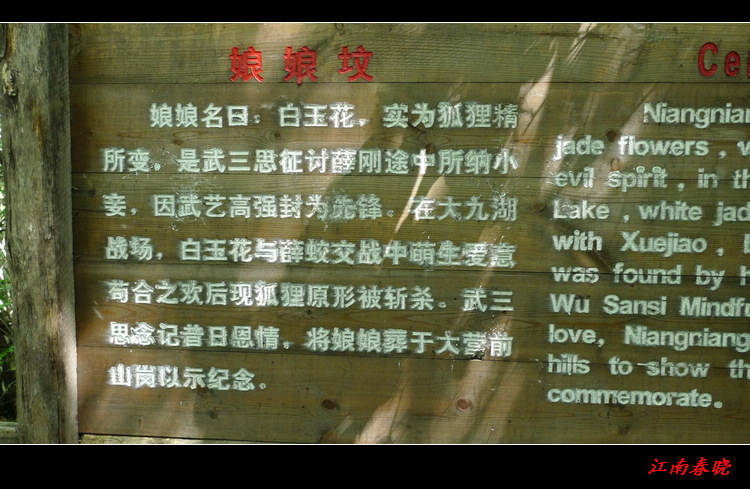 娘娘坟
娘娘名曰：白玉花，实为狐狸精
所变，是武三思征讨薛刚途中所纳小
妾，因武艺高强封为先锋。在大九湖
战场，白玉花与薛蛟交战中萌生爱意
苟合之欢后现狐狸原形被斩杀。武三
思念记普日恩情，将娘娘葬于大营前
山岗以示纪念。
Niangnian
jade flowers , 
evil spirit , in th
Lake , white jad
with Xuejiao ,
was found by h
Wu Sansi Mindf
love, Niangniang
hills to show th
commemorate.
江南春晓